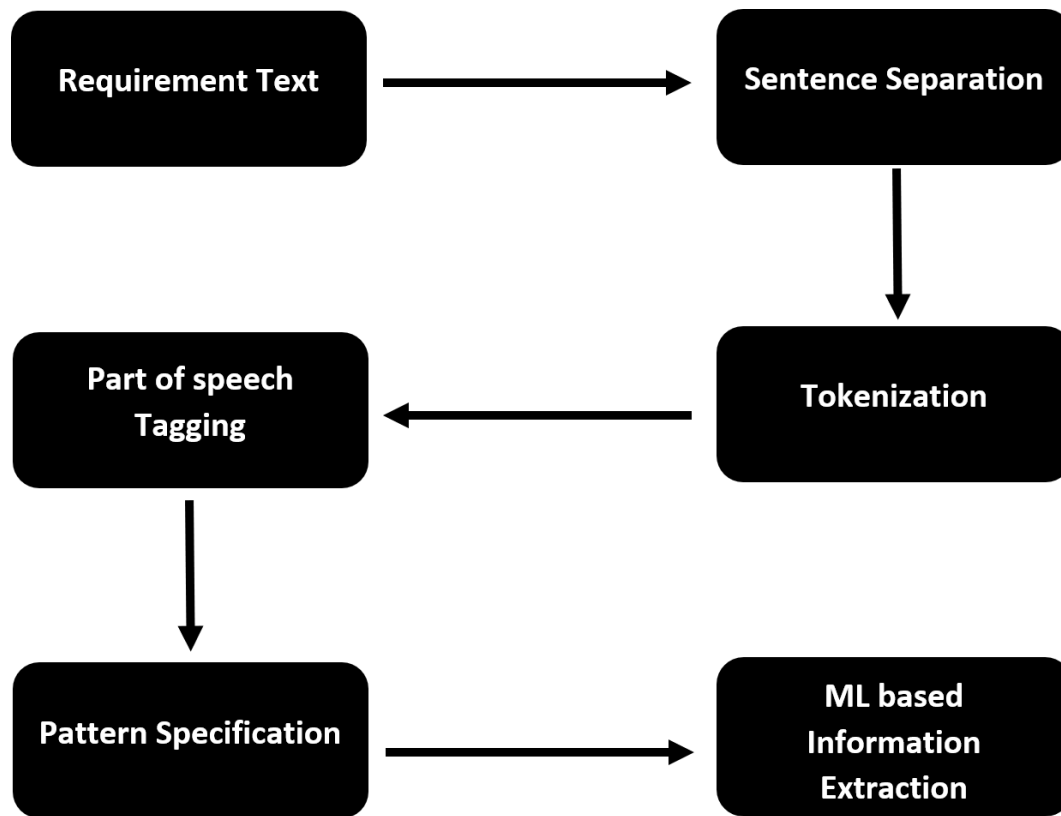 Requirement Text
Sentence Separation
Tokenization
Part of speech
Tagging
Pattern Specification
ML based
Information
Extraction